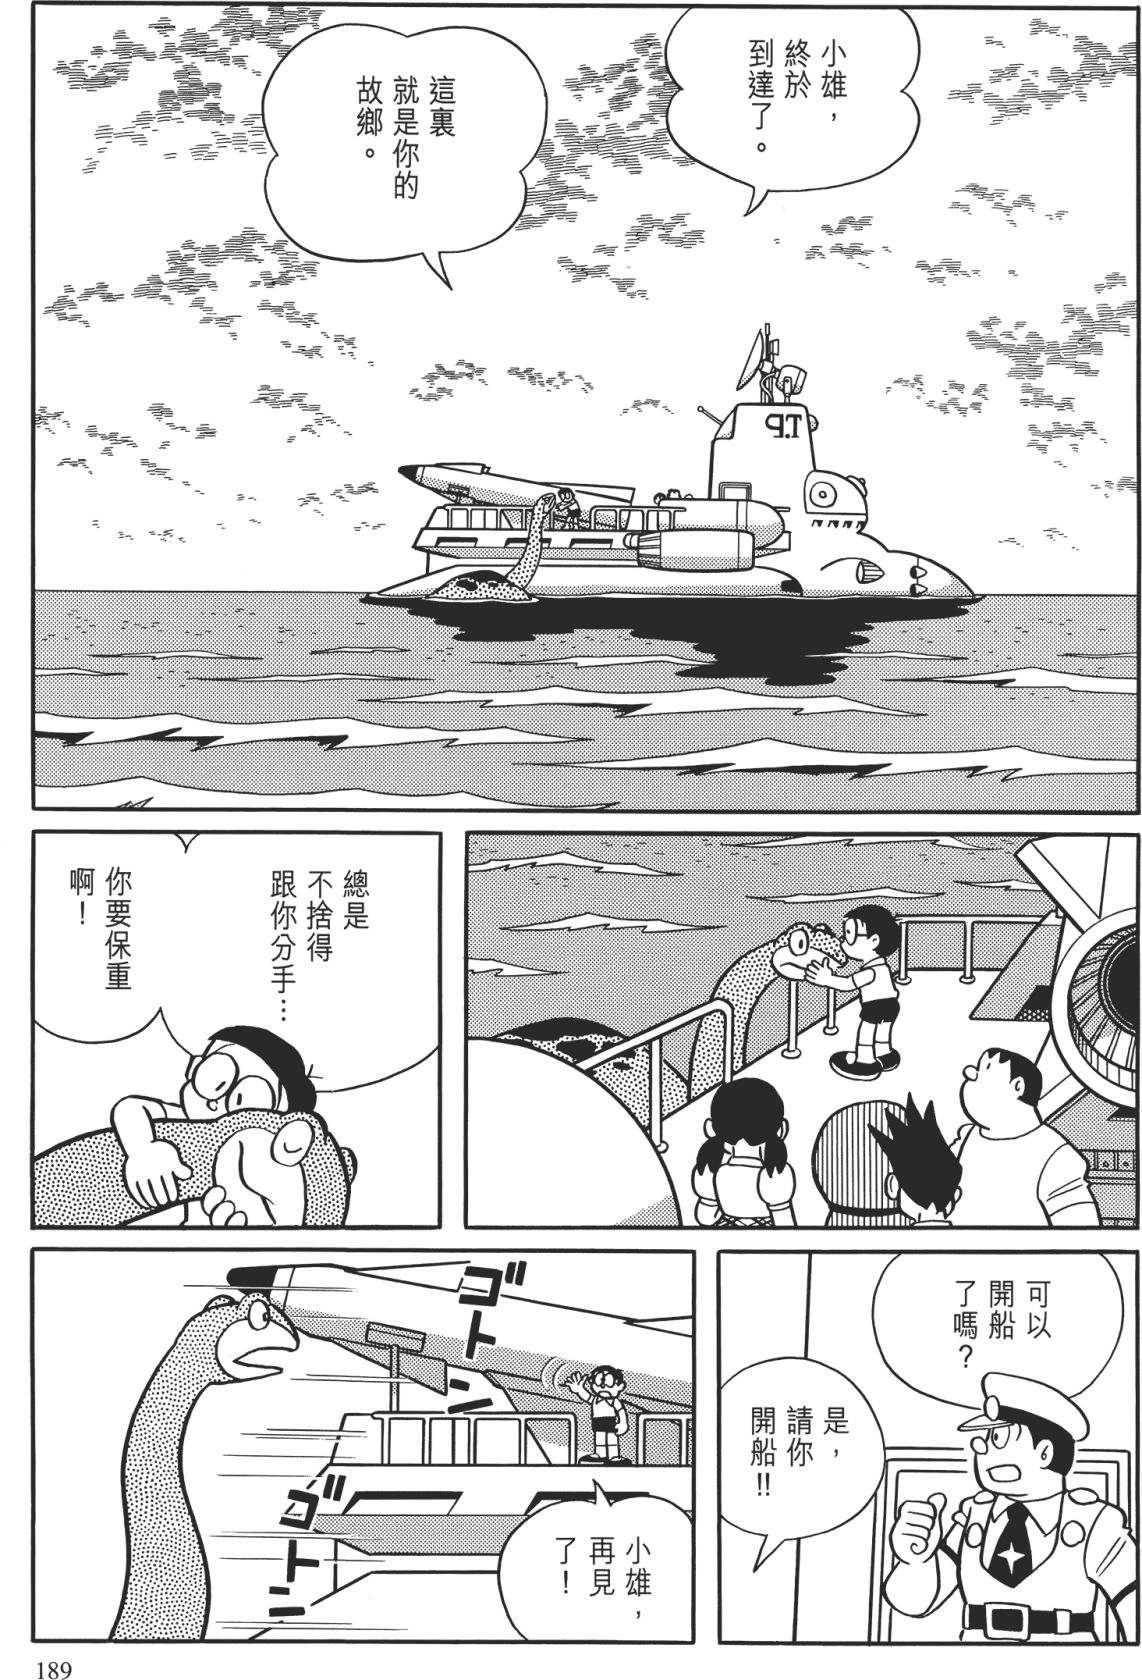 小雄，
終於
到達了。
這裏
就是你的
故鄉。
T.P
總是
不捨得
跟你分手…
你要保重
啊！
可以
開船
了嗎？
是，
請你
開船!!
ゴトン
ゴトン
小雄，
再見
了！
189